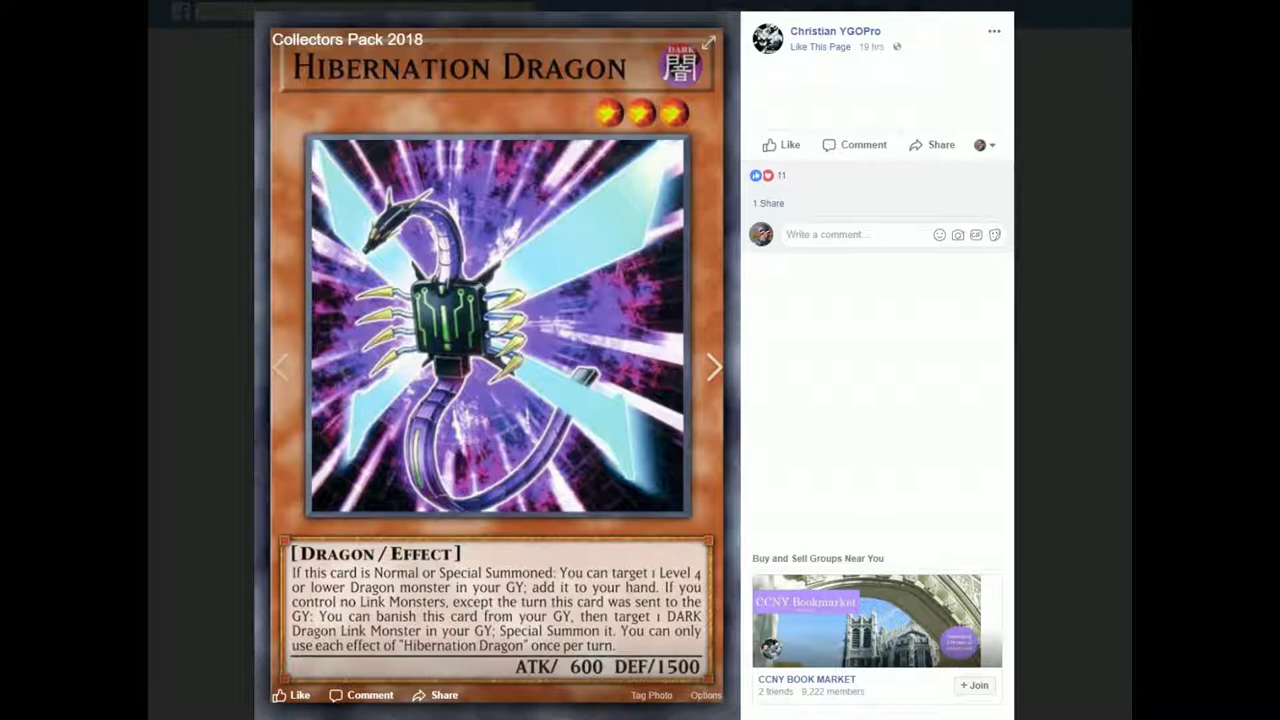 Collectors Pack 2018
HIBERNATION DRAGON
DARK
闇
[DRAGON / EFFECT]
If this card is Normal or Special Summoned: You can target 1 Level 4
or lower Dragon monster in your GY; add it to your hand. If you
control no Link Monsters, except the turn this card was sent to the
GY: You can banish this card from your GY, then target 1 DARK
Dragon Link Monster in your GY; Special Summon it. You can only
use each effect of "Hibernation Dragon" once per turn.
ATK/ 600 DEF/1500
Like Comment Share
Tag Photo Options
Christian YGOPro
Like This Page 19 hrs
Like Comment Share
11
1 Share
Write a comment...
GIF
Buy and Sell Groups Near You
CCNY Bookmarket
CCNY BOOK MARKET
2 friends 9,222 members
+ Join